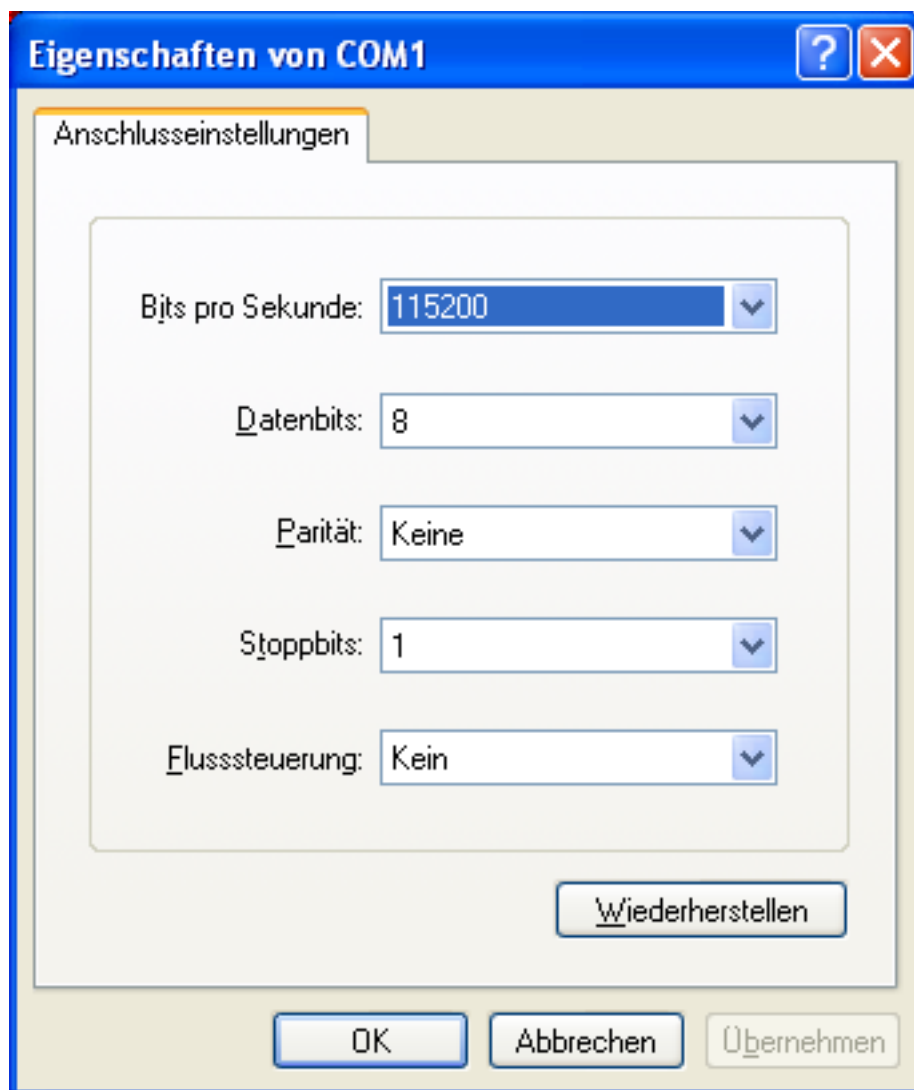 Eigenschaften von COM1
Anschlusseinstellungen
Bits pro Sekunde: 115200
Datenbits: 8
Parität: Keine
Stoppbits: 1
Flusssteuerung: Kein
Wiederherstellen
OK Abbrechen Übernehmen